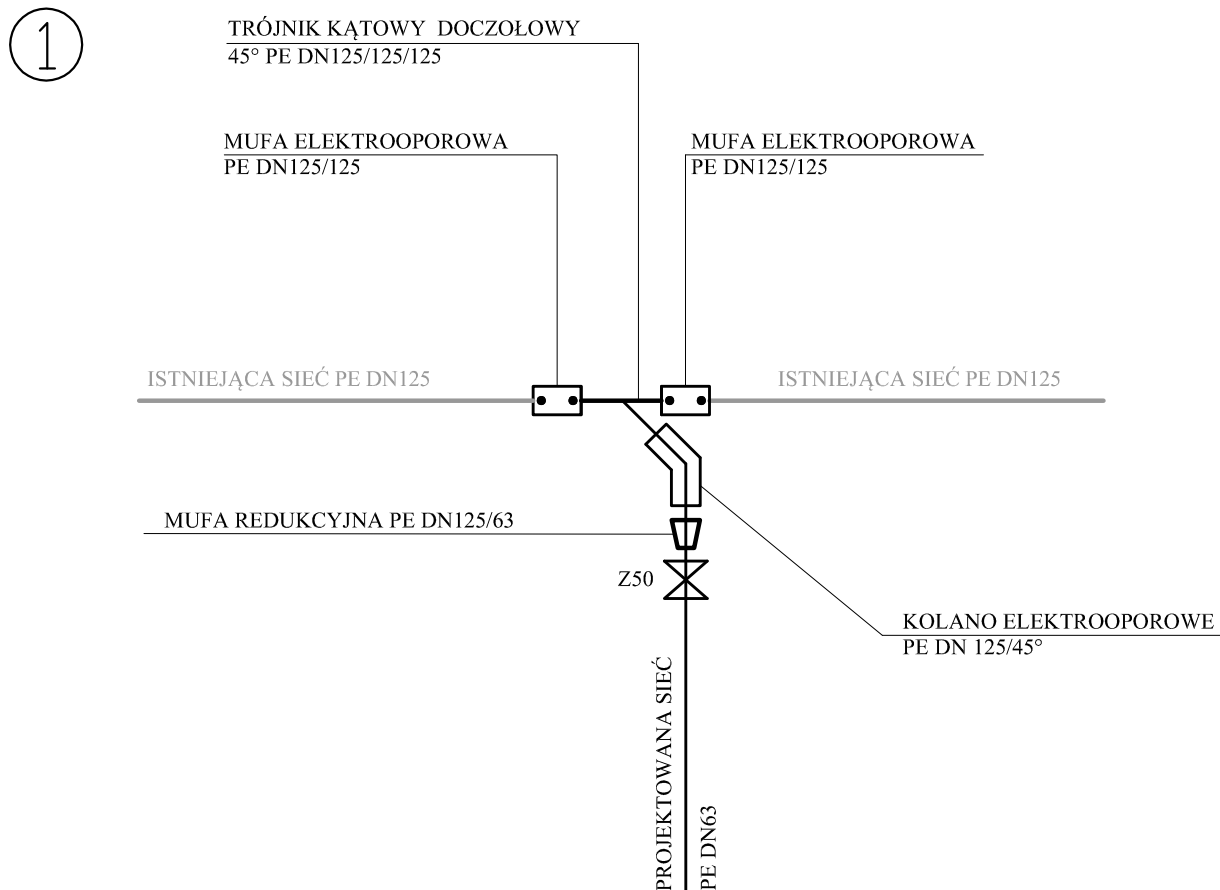 1
TRÓJNIK KĄTOWY DOCZOŁOWY
45° PE DN125/125/125
MUFA ELEKTROOPOROWA
PE DN125/125
MUFA ELEKTROOPOROWA
PE DN125/125
ISTNIEJĄCA SIEĆ PE DN125
ISTNIEJĄCA SIEĆ PE DN125
MUFA REDUKCYJNA PE DN125/63
Z50
KOLANO ELEKTROOPOROWE
PE DN 125/45°
PROJEKTOWANA SIEĆ
PE DN63